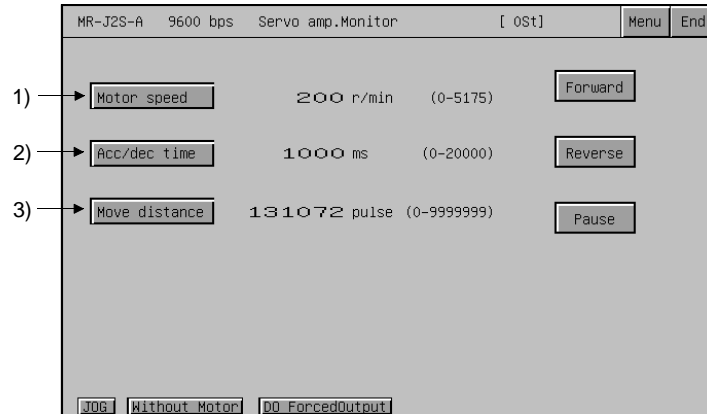 MR-J2S-A 9600 bps Servo amp.Monitor [ 0St] Menu End
1) Motor speed 200 r/min (0-5175) Forward
2) Acc/dec time 1000 ms (0-20000) Reverse
3) Move distance 131072 pulse (0-9999999) Pause
JOG Without Motor DO ForcedOutput